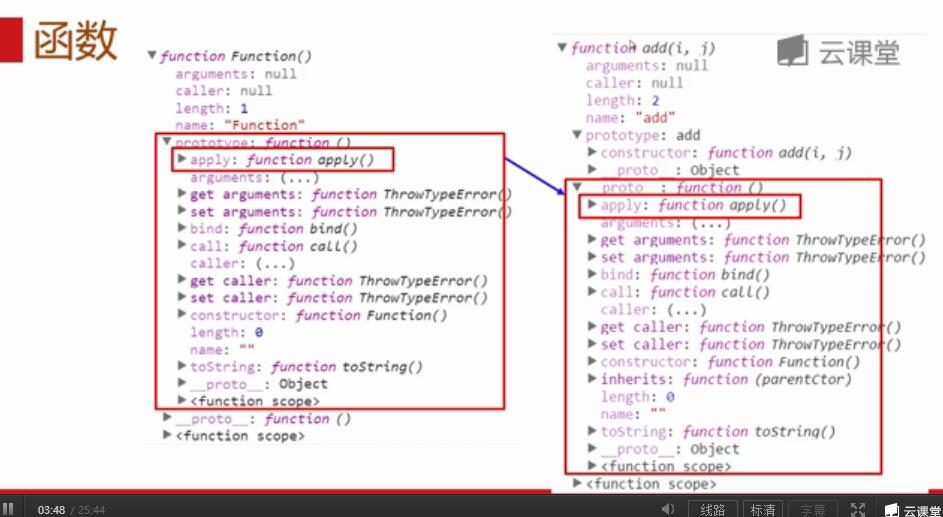 函数
function Function()
arguments: null
caller: null
length: 1
name: "Function"
prototype: function ()
apply: function apply()
arguments: (...)
get arguments: function ThrowTypeError()
set arguments: function ThrowTypeError()
bind: function bind()
call: function call()
caller: (...)
get caller: function ThrowTypeError()
set caller: function ThrowTypeError()
constructor: function Function()
length: 0
name: ""
toString: function toString()
__proto__: Object
<function scope>
__proto__: function ()
<function scope>
云课堂
function add(i, j)
arguments: null
caller: null
length: 2
name: "add"
prototype: add
constructor: function add(i, j)
__proto__: Object
__proto__: function ()
apply: function apply()
arguments: (...)
get arguments: function ThrowTypeError()
set arguments: function ThrowTypeError()
bind: function bind()
call: function call()
caller: (...)
get caller: function ThrowTypeError()
set caller: function ThrowTypeError()
constructor: function Function()
inherits: function (parentCtor)
length: 0
name: ""
toString: function toString()
__proto__: Object
<function scope>
<function scope>
03:48 / 25:44
线路
标清
字幕
云课堂